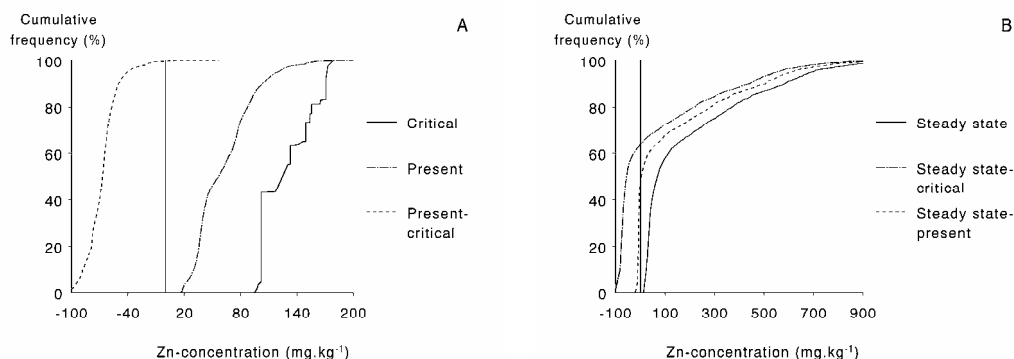 Cumulative
frequency (%)
A
100
80
60
40
20
0
-100 -40 20 80 140 200
Zn-concentration (mg.kg-1)
Critical
Present
Present-
critical
Cumulative
frequency (%)
B
100
80
60
40
20
0
-100 100 300 500 700 900
Zn-concentration (mg.kg-1)
Steady state
Steady state-
critical
Steady state-
present